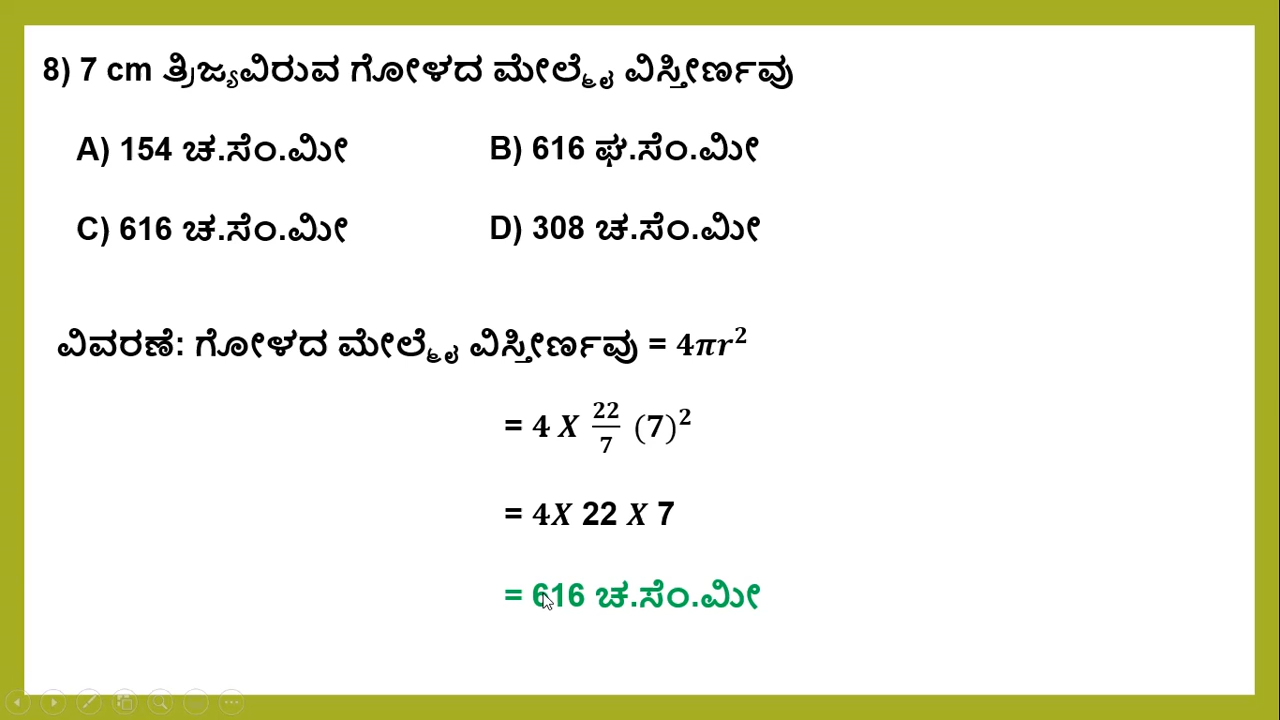 8) 7 cm ತ್ರಿಜ್ಯವಿರುವ ಗೋಳದ ಮೇಲ್ಮೈ ವಿಸ್ತೀರ್ಣವು
A) 154 ಚ.ಸೆಂ.ಮೀ B) 616 ಘ.ಸೆಂ.ಮೀ
C) 616 ಚ.ಸೆಂ.ಮೀ D) 308 ಚ.ಸೆಂ.ಮೀ
ವಿವರಣೆ: ಗೋಳದ ಮೇಲ್ಮೈ ವಿಸ್ತೀರ್ಣವು = 4πr²
= 4 X 22/7 (7)²
= 4X 22 X 7
= 616 ಚ.ಸೆಂ.ಮೀ